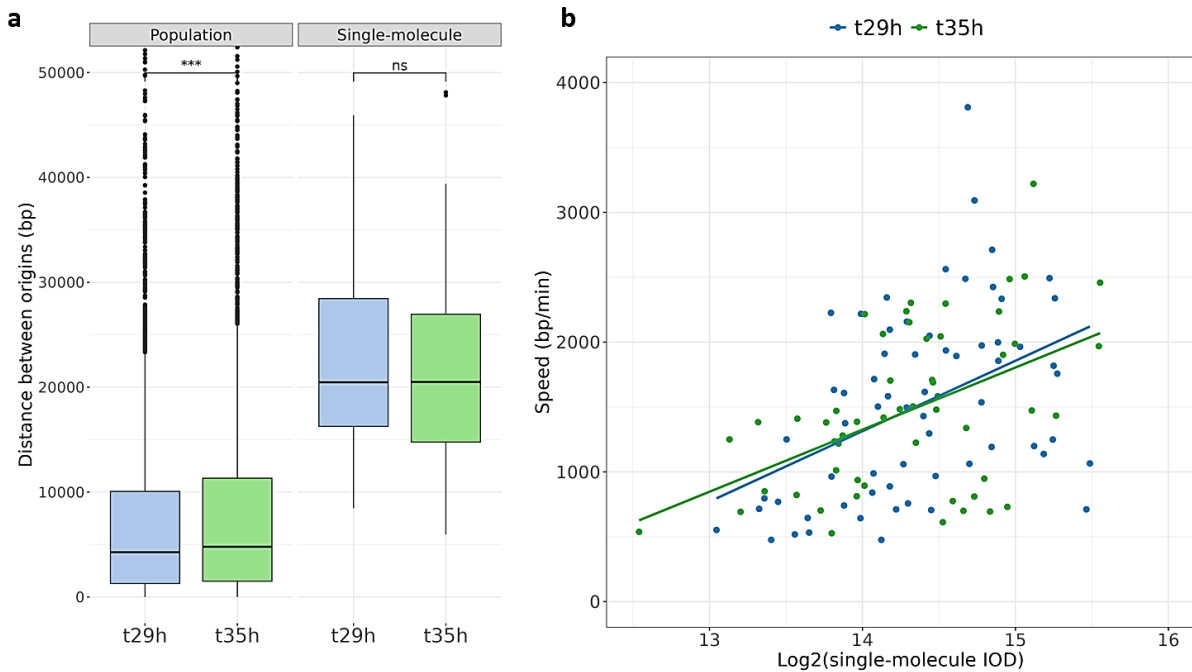 a
Population
Single-molecule
***
ns
Distance between origins (bp)
50000
40000
30000
20000
10000
0
t29h
t35h
t29h
t35h
b
t29h
t35h
Speed (bp/min)
4000
3000
2000
1000
0
13
14
15
16
Log2(single-molecule IOD)